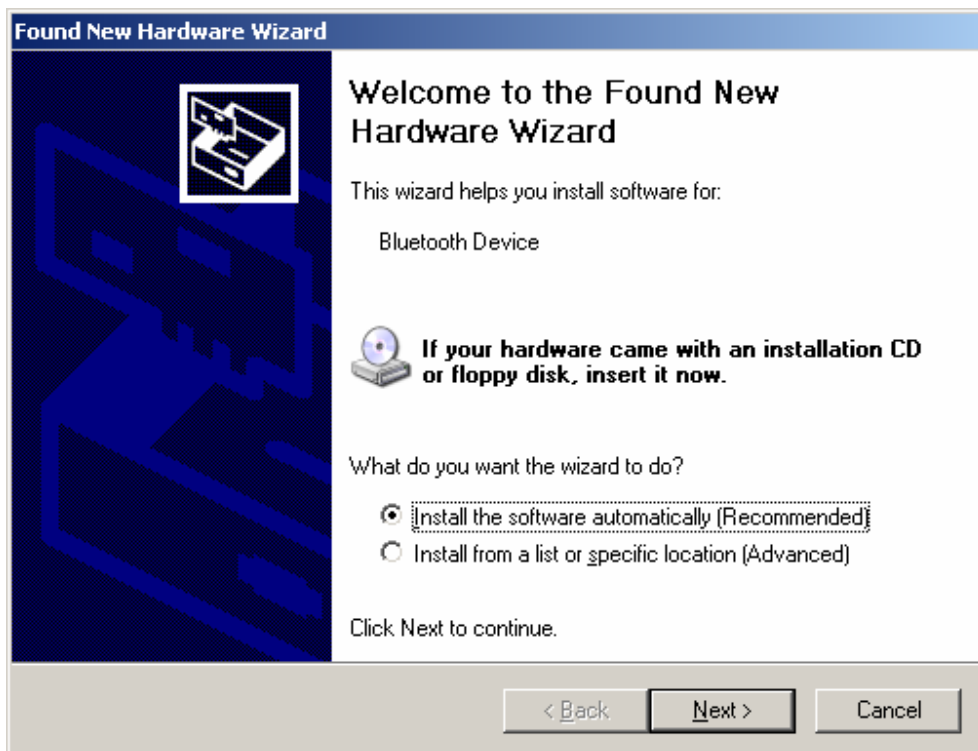 Found New Hardware Wizard
Welcome to the Found New
Hardware Wizard
This wizard helps you install software for:
Bluetooth Device
If your hardware came with an installation CD
or floppy disk, insert it now.
What do you want the wizard to do?
Install the software automatically (Recommended)
Install from a list or specific location (Advanced)
Click Next to continue.
< Back Next > Cancel